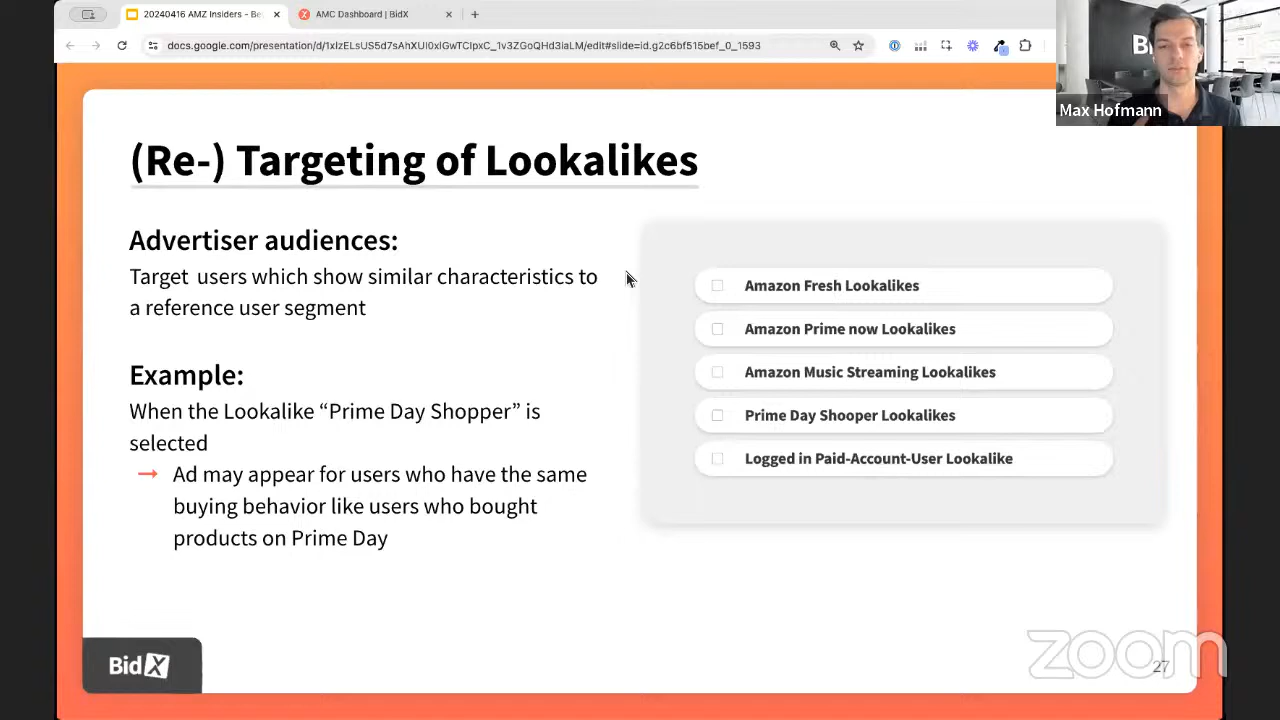 20240416 AMZ Insiders - Be
AMC Dashboard | BidX
docs.google.com/presentation/d/1xIzELsUS5d7sAhXUI0xlGwTCIpxC_1v3ZGoQHd3iaLM/edit#slide=id.g2c6bf515bef_0_1593
Max Hofmann
(Re-) Targeting of Lookalikes
Advertiser audiences:
Target users which show similar characteristics to
a reference user segment
Example:
When the Lookalike “Prime Day Shopper” is
selected
→ Ad may appear for users who have the same
buying behavior like users who bought
products on Prime Day
Amazon Fresh Lookalikes
Amazon Prime now Lookalikes
Amazon Music Streaming Lookalikes
Prime Day Shooper Lookalikes
Logged in Paid-Account-User Lookalike
BidX
zoom
27